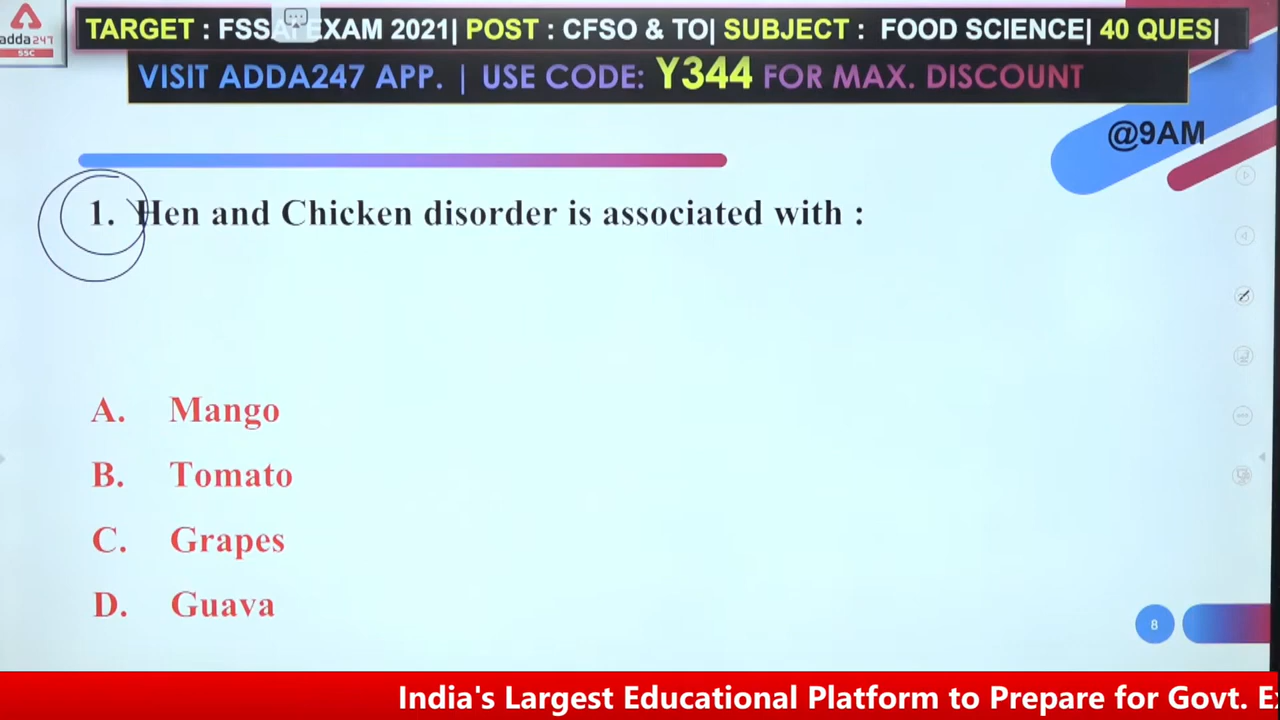 adda247
SSC
TARGET : FSSAI EXAM 2021| POST : CFSO & TO| SUBJECT : FOOD SCIENCE| 40 QUES|
VISIT ADDA247 APP. | USE CODE: Y344 FOR MAX. DISCOUNT
@9AM
1. Hen and Chicken disorder is associated with :
A. Mango
B. Tomato
C. Grapes
D. Guava
8
India's Largest Educational Platform to Prepare for Govt.